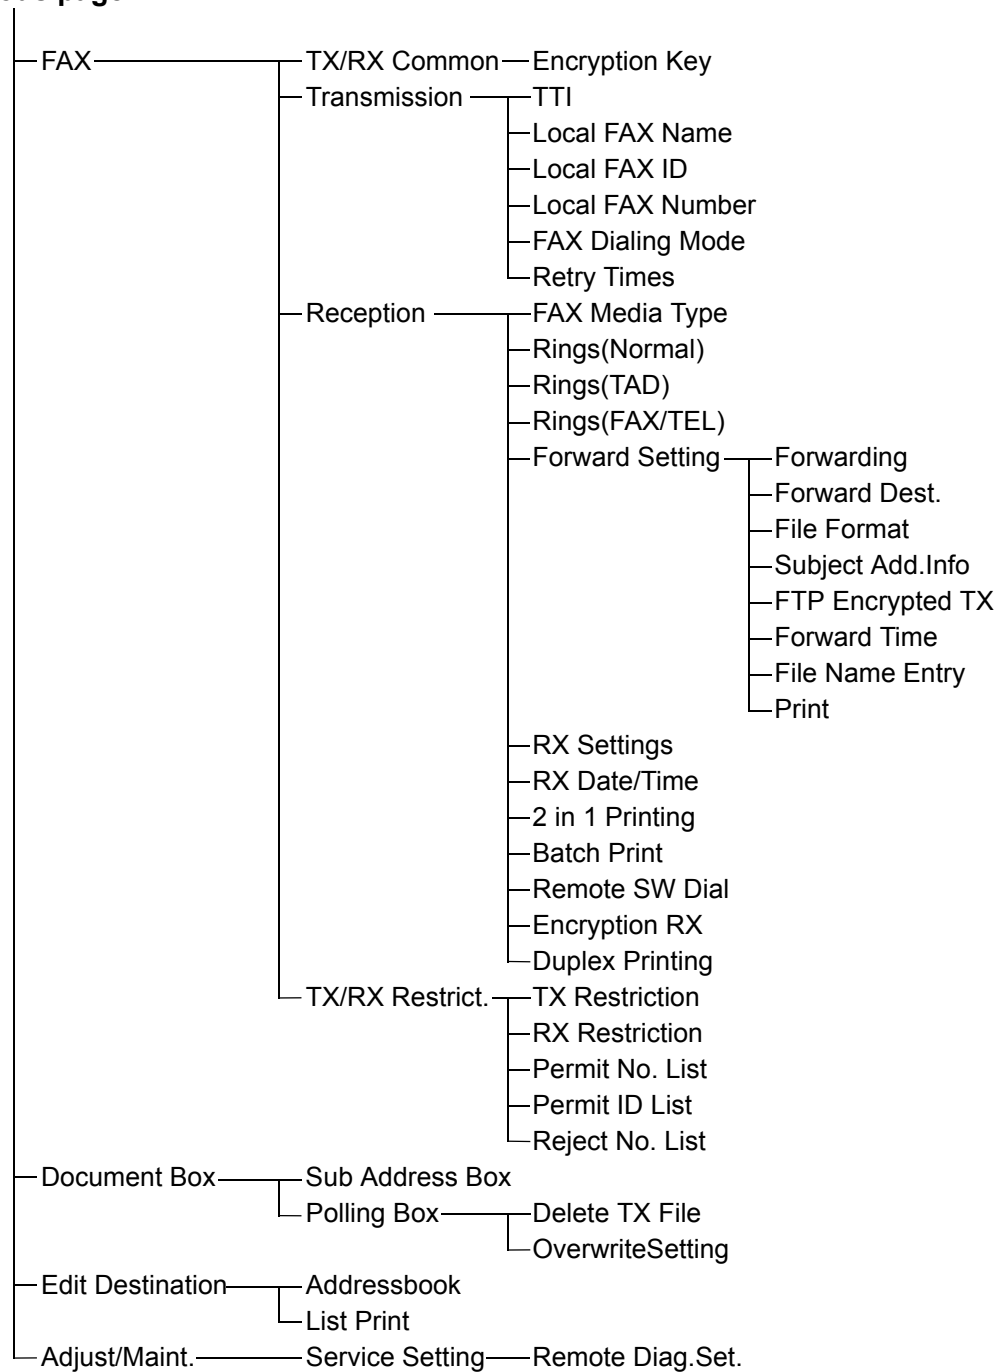 FAX TX/RX Common Encryption Key
Transmission TTI
Local FAX Name
Local FAX ID
Local FAX Number
FAX Dialing Mode
Retry Times
Reception FAX Media Type
Rings(Normal)
Rings(TAD)
Rings(FAX/TEL)
Forward Setting Forwarding
Forward Dest.
File Format
Subject Add.Info
FTP Encrypted TX
Forward Time
File Name Entry
Print
RX Settings
RX Date/Time
2 in 1 Printing
Batch Print
Remote SW Dial
Encryption RX
Duplex Printing
TX/RX Restrict. TX Restriction
RX Restriction
Permit No. List
Permit ID List
Reject No. List
Document Box Sub Address Box
Polling Box Delete TX File
OverwriteSetting
Edit Destination Addressbook
List Print
Adjust/Maint. Service Setting Remote Diag.Set.